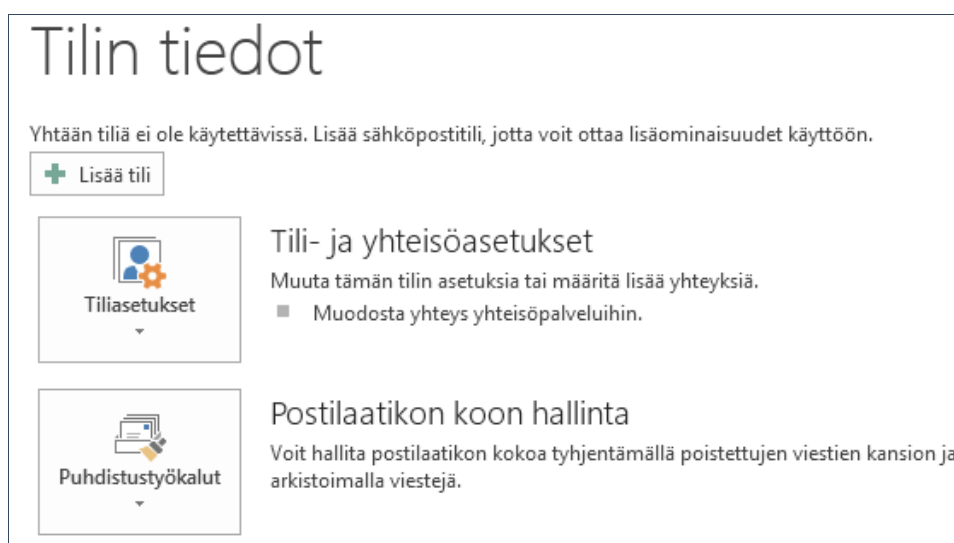 Tilin tiedot
Yhtään tiliä ei ole käytettävissä. Lisää sähköpostitili, jotta voit ottaa lisäominaisuudet käyttöön.
Lisää tili
Tiliasetukset
Tili- ja yhteisöasetukset
Muuta tämän tilin asetuksia tai määritä lisää yhteyksiä.
Muodosta yhteys yhteisöpalveluihin.
Puhdistustyökalut
Postilaatikon koon hallinta
Voit hallita postilaatikon kokoa tyhjentämällä poistettujen viestien kansion ja
arkistoimalla viestejä.